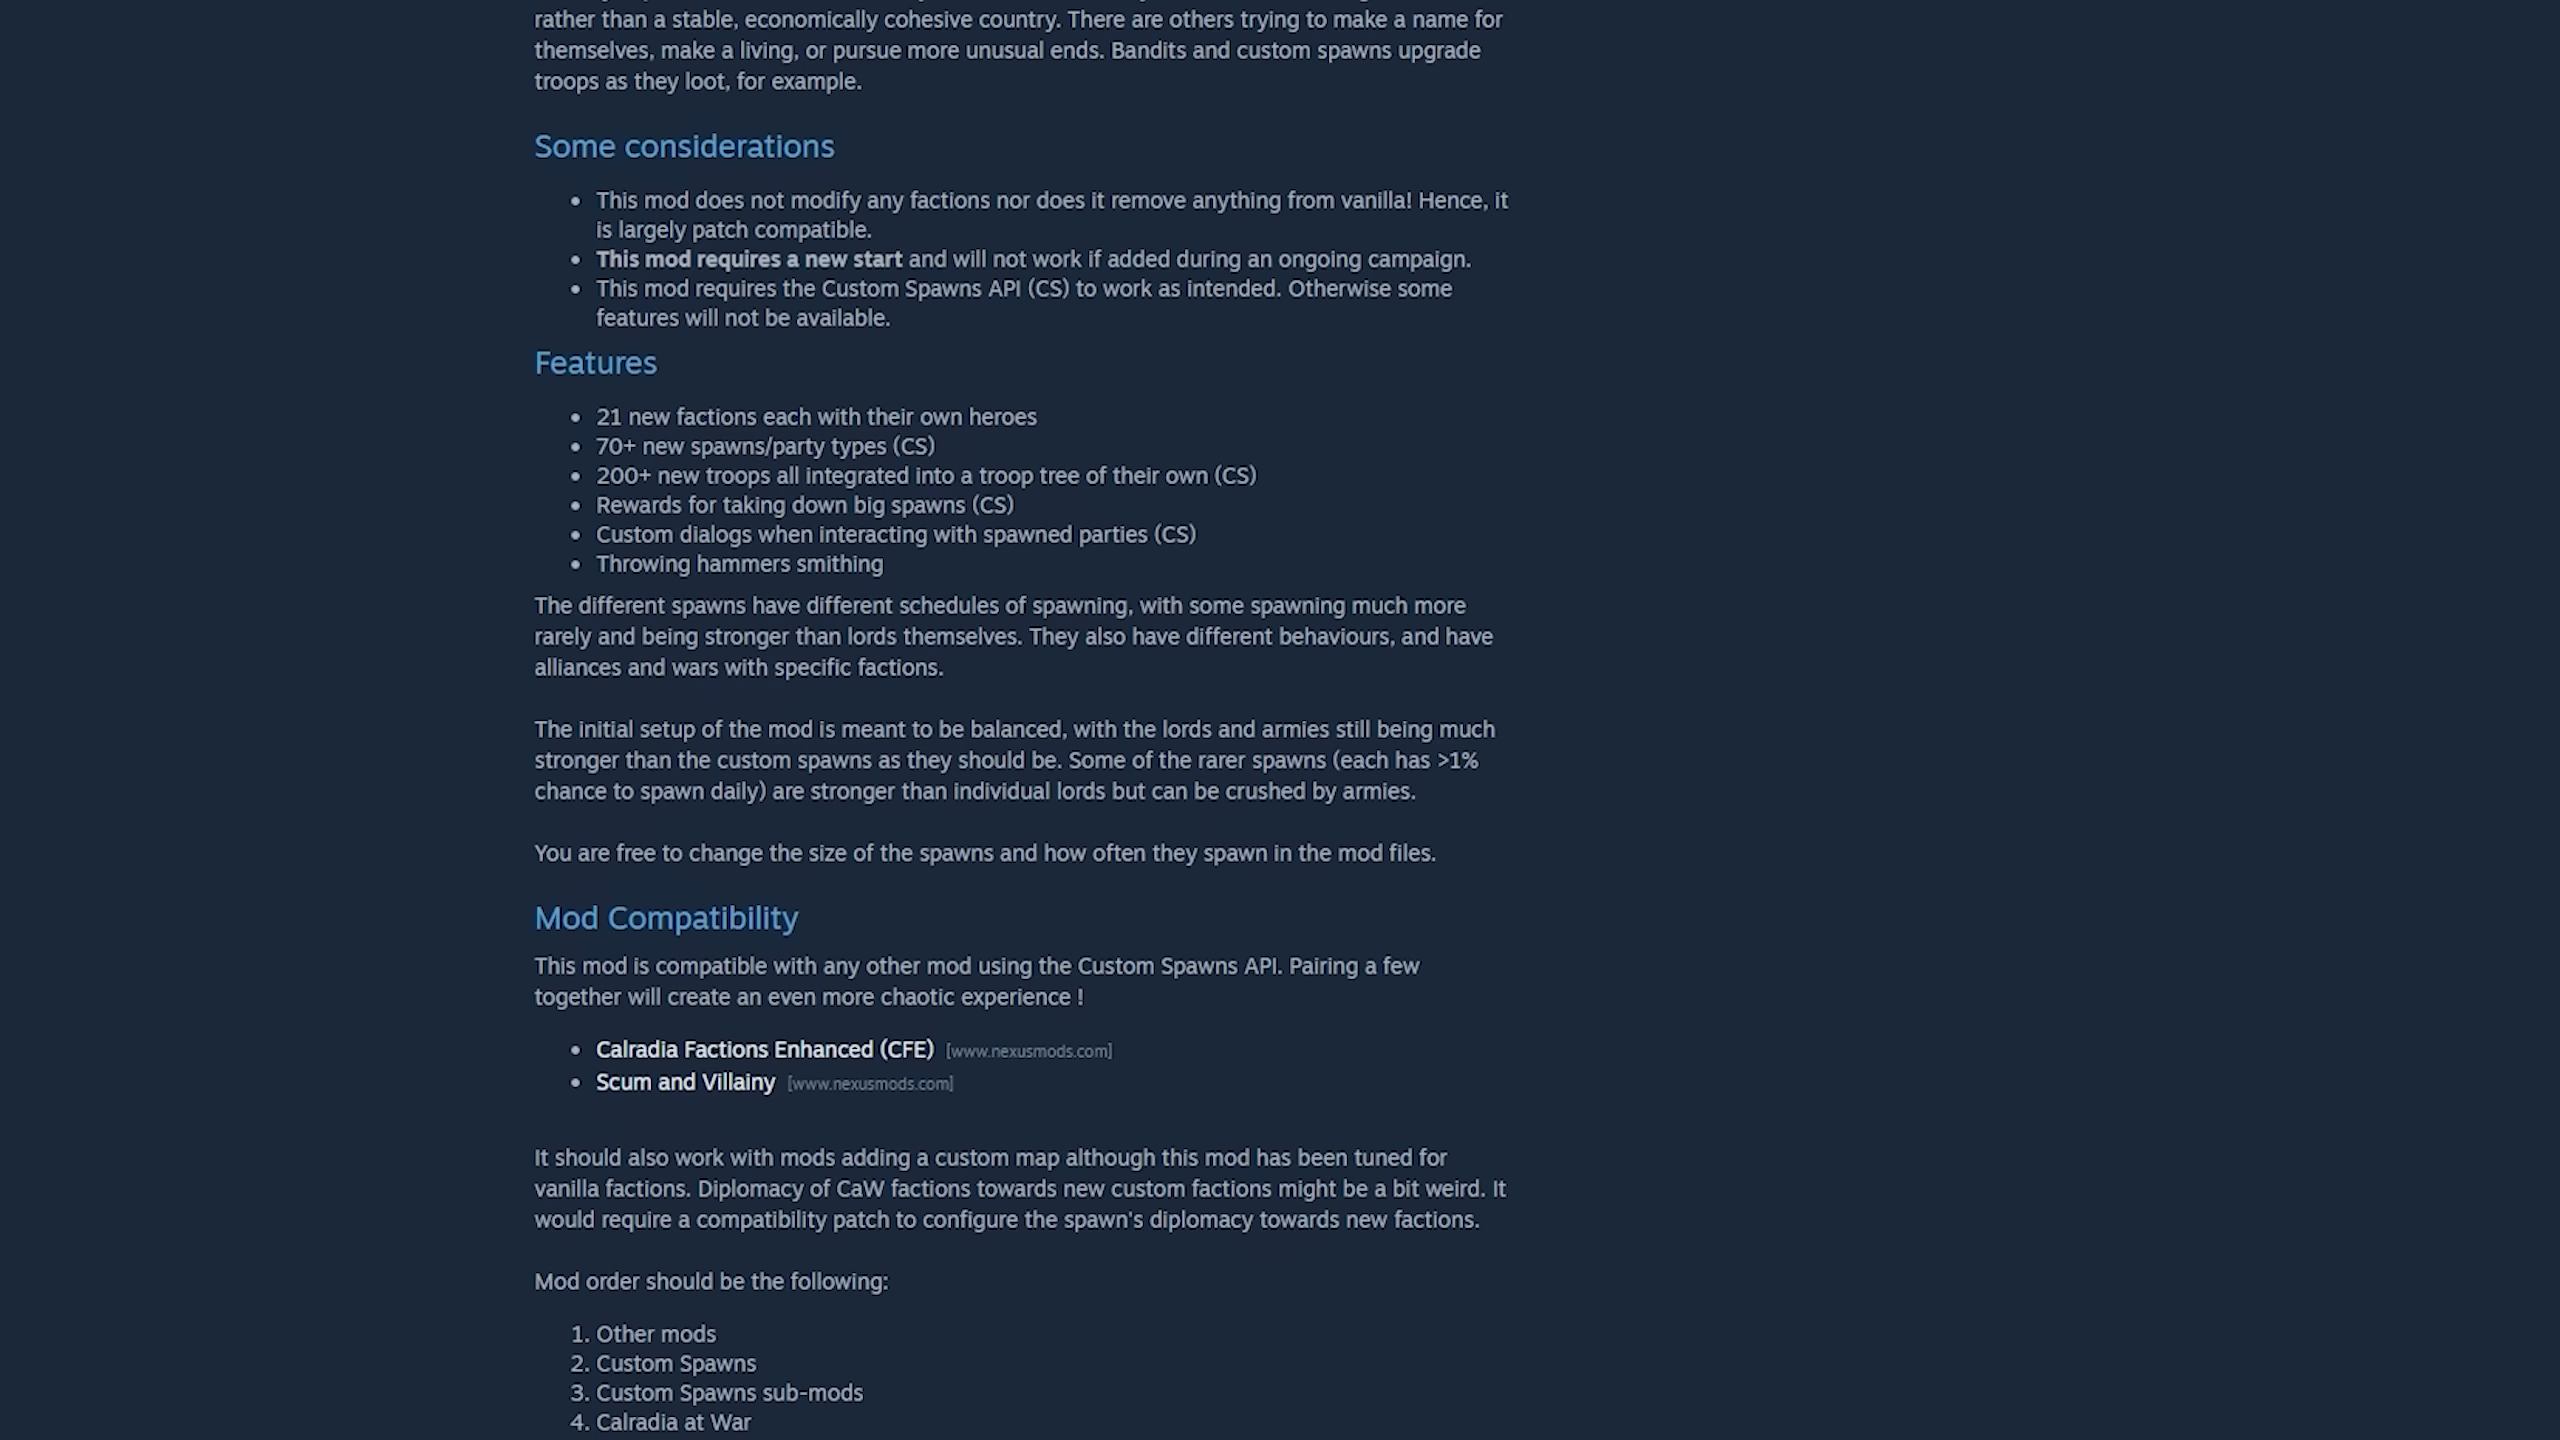 rather than a stable, economically cohesive country. There are others trying to make a name for
themselves, make a living, or pursue more unusual ends. Bandits and custom spawns upgrade
troops as they loot, for example.
Some considerations
• This mod does not modify any factions nor does it remove anything from vanilla! Hence, it
is largely patch compatible.
• This mod requires a new start and will not work if added during an ongoing campaign.
• This mod requires the Custom Spawns API (CS) to work as intended. Otherwise some
features will not be available.
Features
• 21 new factions each with their own heroes
• 70+ new spawns/party types (CS)
• 200+ new troops all integrated into a troop tree of their own (CS)
• Rewards for taking down big spawns (CS)
• Custom dialogs when interacting with spawned parties (CS)
• Throwing hammers smithing
The different spawns have different schedules of spawning, with some spawning much more
rarely and being stronger than lords themselves. They also have different behaviours, and have
alliances and wars with specific factions.
The initial setup of the mod is meant to be balanced, with the lords and armies still being much
stronger than the custom spawns as they should be. Some of the rarer spawns (each has >1%
chance to spawn daily) are stronger than individual lords but can be crushed by armies.
You are free to change the size of the spawns and how often they spawn in the mod files.
Mod Compatibility
This mod is compatible with any other mod using the Custom Spawns API. Pairing a few
together will create an even more chaotic experience !
• Calradia Factions Enhanced (CFE) [www.nexusmods.com]
• Scum and Villainy [www.nexusmods.com]
It should also work with mods adding a custom map although this mod has been tuned for
vanilla factions. Diplomacy of CaW factions towards new custom factions might be a bit weird. It
would require a compatibility patch to configure the spawn's diplomacy towards new factions.
Mod order should be the following:
1. Other mods
2. Custom Spawns
3. Custom Spawns sub-mods
4. Calradia at War